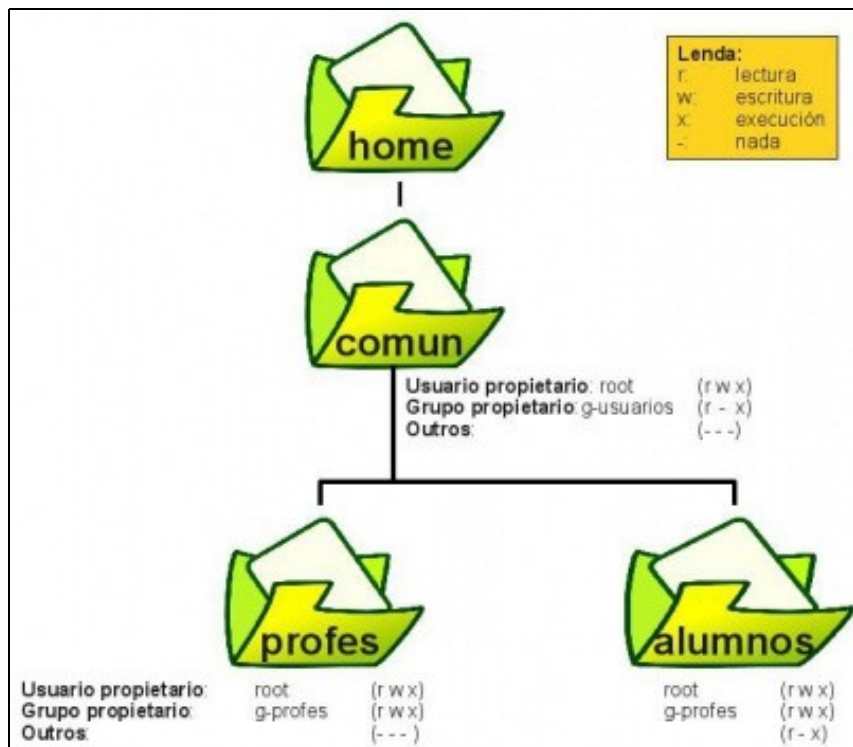 Lenda:
r: lectura
w: escritura
x: execución
-: nada
home
comun
Usuario propietario: root (r w x)
Grupo propietario: g-usuarios (r - x)
Outros: (- - -)
profes
alumnos
Usuario propietario: root (r w x) root (r w x)
Grupo propietario: g-profes (r w x) g-profes (r w x)
Outros: (- - - ) (r - x)